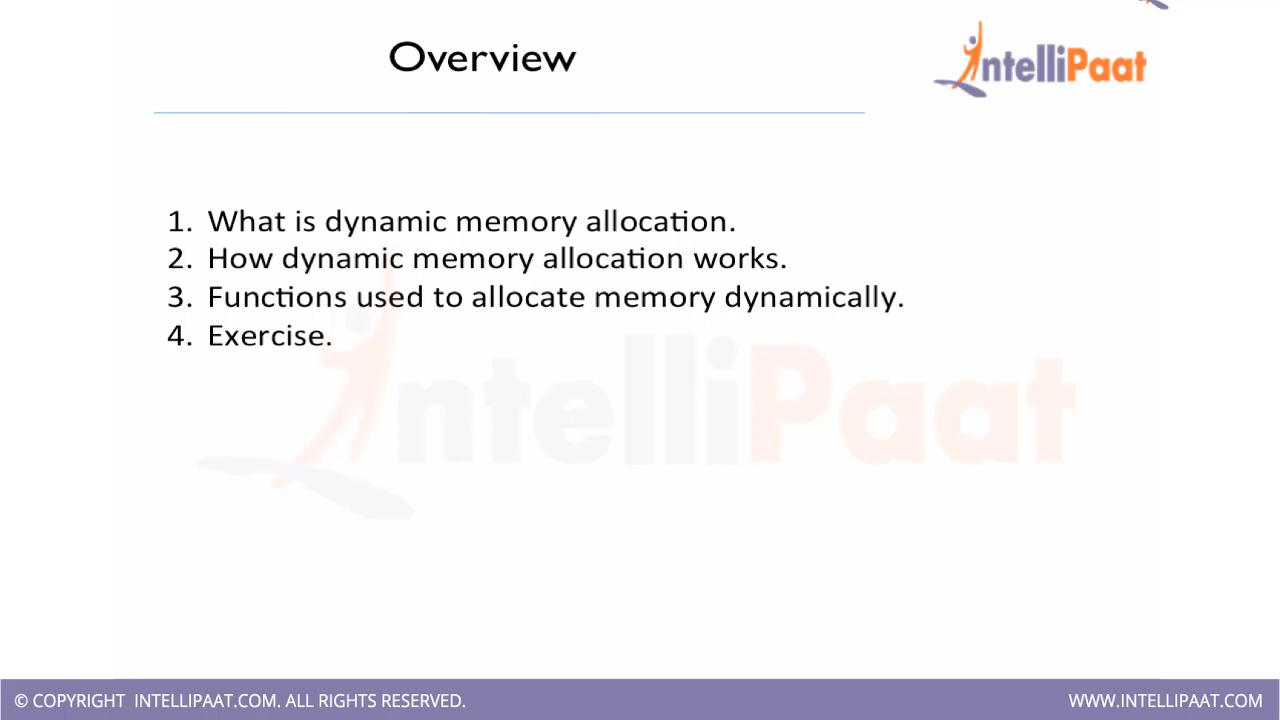 Overview
IntelliPaat
1. What is dynamic memory allocation.
2. How dynamic memory allocation works.
3. Functions used to allocate memory dynamically.
4. Exercise.
IntelliPaat
© COPYRIGHT INTELLIPAAT.COM. ALL RIGHTS RESERVED.
WWW.INTELLIPAAT.COM